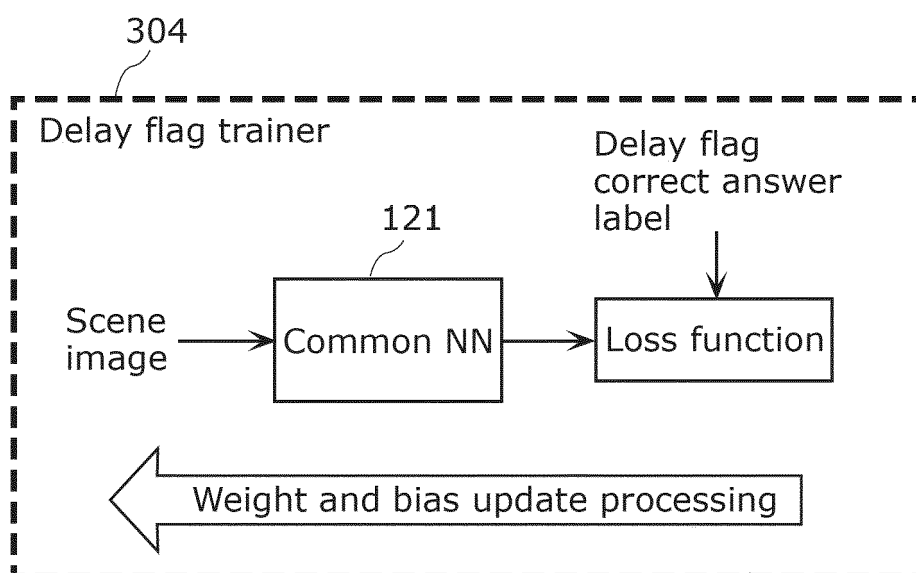 304
Delay flag trainer
Delay flag
correct answer
label
121
Scene
image
Common NN
Loss function
Weight and bias update processing